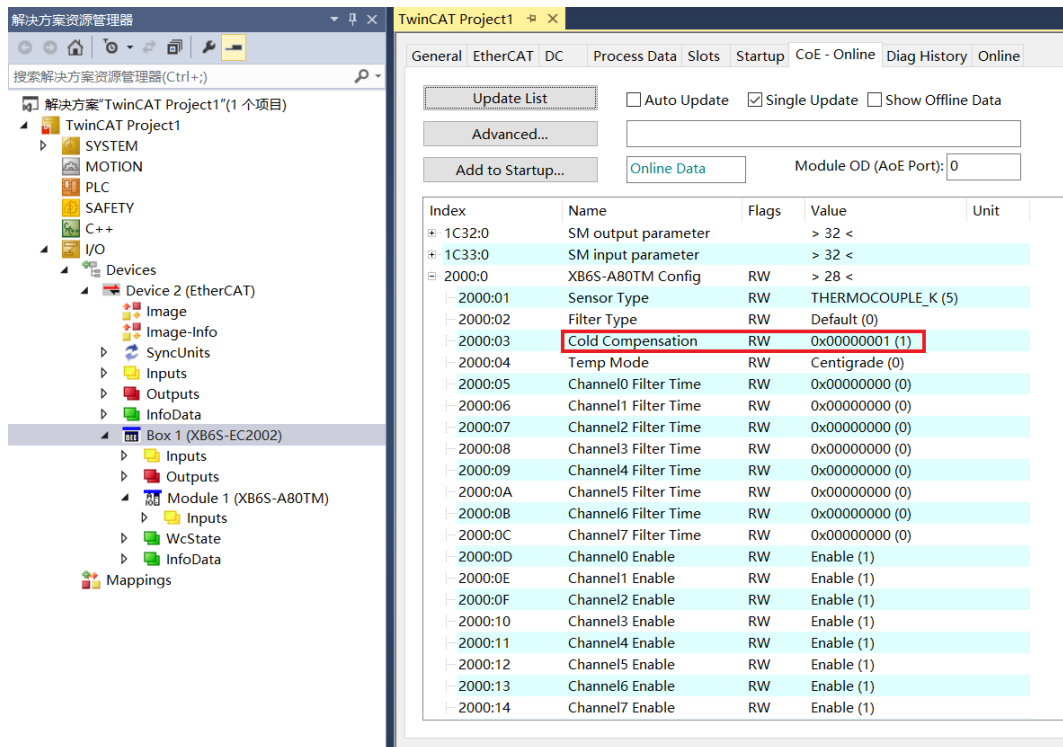 解决方案资源管理器
搜索解决方案资源管理器(Ctrl+;)
解决方案"TwinCAT Project1"(1 个项目)
TwinCAT Project1
SYSTEM
MOTION
PLC
SAFETY
C++
I/O
Devices
Device 2 (EtherCAT)
Image
Image-Info
SyncUnits
Inputs
Outputs
InfoData
Box 1 (XB6S-EC2002)
Inputs
Outputs
Module 1 (XB6S-A80TM)
Inputs
WcState
InfoData
Mappings
TwinCAT Project1
General EtherCAT DC Process Data Slots Startup CoE - Online Diag History Online
Update List Auto Update Single Update Show Offline Data
Advanced...
Add to Startup... Online Data Module OD (AoE Port): 0
Index Name Flags Value Unit
1C32:0 SM output parameter > 32 <
1C33:0 SM input parameter > 32 <
2000:0 XB6S-A80TM Config RW > 28 <
2000:01 Sensor Type RW THERMOCOUPLE_K (5)
2000:02 Filter Type RW Default (0)
2000:03 Cold Compensation RW 0x00000001 (1)
2000:04 Temp Mode RW Centigrade (0)
2000:05 Channel0 Filter Time RW 0x00000000 (0)
2000:06 Channel1 Filter Time RW 0x00000000 (0)
2000:07 Channel2 Filter Time RW 0x00000000 (0)
2000:08 Channel3 Filter Time RW 0x00000000 (0)
2000:09 Channel4 Filter Time RW 0x00000000 (0)
2000:0A Channel5 Filter Time RW 0x00000000 (0)
2000:0B Channel6 Filter Time RW 0x00000000 (0)
2000:0C Channel7 Filter Time RW 0x00000000 (0)
2000:0D Channel0 Enable RW Enable (1)
2000:0E Channel1 Enable RW Enable (1)
2000:0F Channel2 Enable RW Enable (1)
2000:10 Channel3 Enable RW Enable (1)
2000:11 Channel4 Enable RW Enable (1)
2000:12 Channel5 Enable RW Enable (1)
2000:13 Channel6 Enable RW Enable (1)
2000:14 Channel7 Enable RW Enable (1)